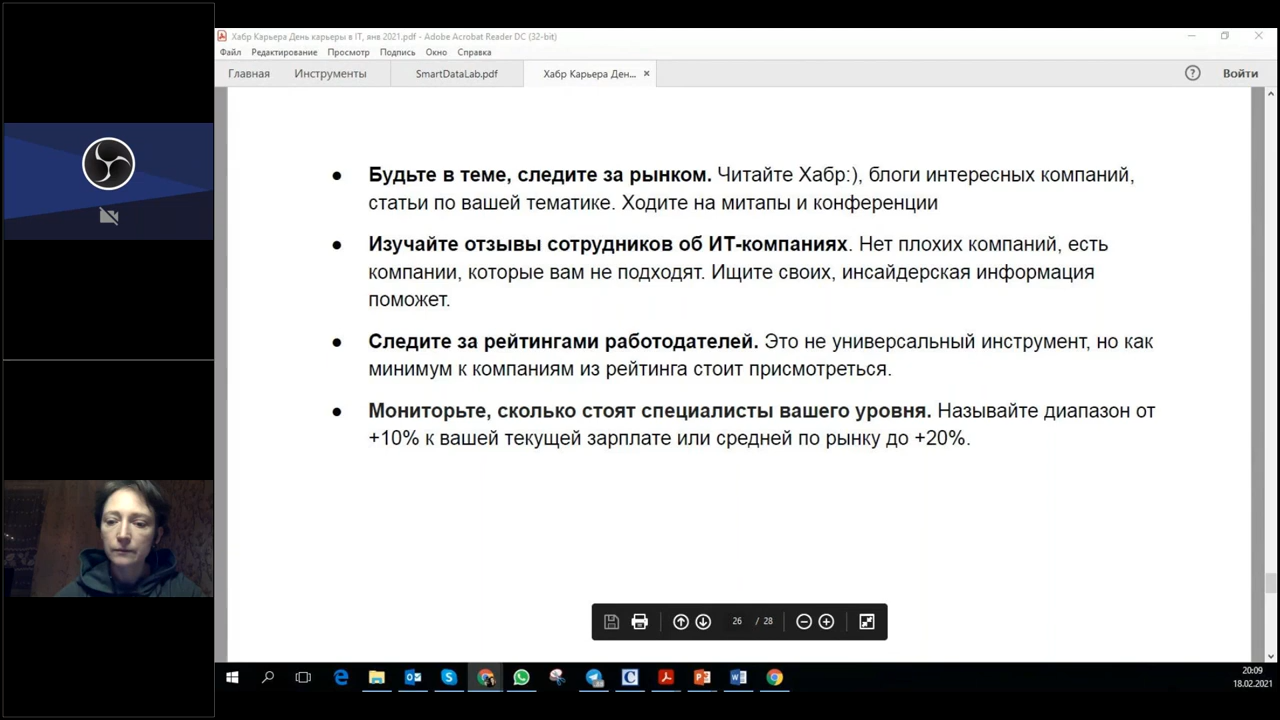 Хабр Карьера День карьеры в IT, янв 2021.pdf - Adobe Acrobat Reader DC (32-bit)
Файл Редактирование Просмотр Подпись Окно Справка
Главная Инструменты SmartDataLab.pdf Хабр Карьера Ден... × ? Войти
● Будьте в теме, следите за рынком. Читайте Хабр:), блоги интересных компаний,
статьи по вашей тематике. Ходите на митапы и конференции
● Изучайте отзывы сотрудников об ИТ-компаниях. Нет плохих компаний, есть
компании, которые вам не подходят. Ищите своих, инсайдерская информация
поможет.
● Следите за рейтингами работодателей. Это не универсальный инструмент, но как
минимум к компаниям из рейтинга стоит присмотреться.
● Мониторьте, сколько стоят специалисты вашего уровня. Называйте диапазон от
+10% к вашей текущей зарплате или средней по рынку до +20%.
26 / 28
20:09
18.02.2021